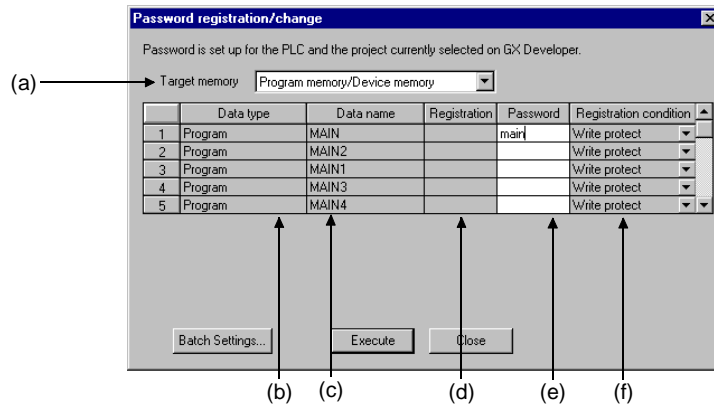 Password registration/change
Password is set up for the PLC and the project currently selected on GX Developer.
(a)
Target memory Program memory/Device memory
Data type Data name Registration Password Registration condition
1 Program MAIN main Write protect
2 Program MAIN2 Write protect
3 Program MAIN1 Write protect
4 Program MAIN3 Write protect
5 Program MAIN4 Write protect
Batch Settings... Execute Close
(b) (c) (d) (e) (f)